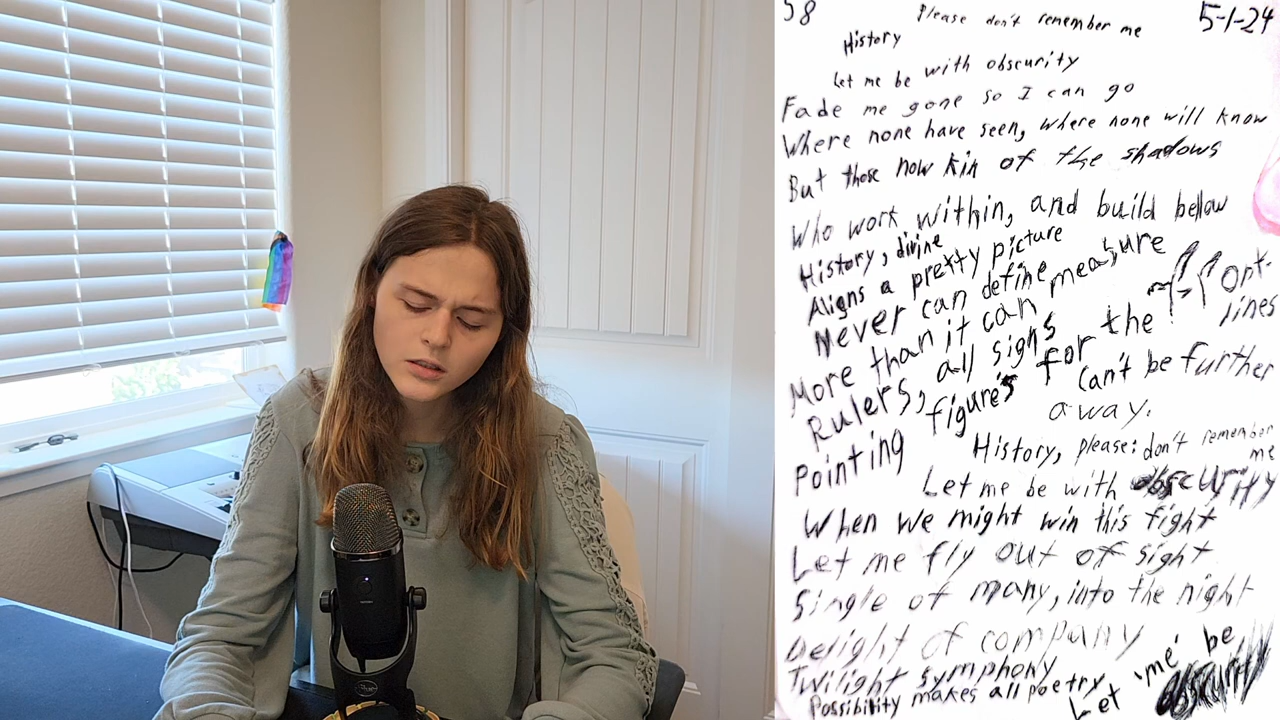 58
Please don't remember me
5-1-24
History
Let me be with obscurity
Fade me gone so I can go
Where none have seen, where none will know
But those now kin of the shadows
Who work within, and build bellow
History, divine
Aligns a pretty picture
Never can define
More than it can measure
Rulers, all signs
Pointing figure's for the
opt-
lines
Can't be further
away.
History, please: don't remember
me
Let me be with obscurity
When we might win this fight
Let me fly out of sight
Single of many, into the night
Delight of company
Twilight symphony
Possibility makes all poetry
Let 'me' be
obscurity